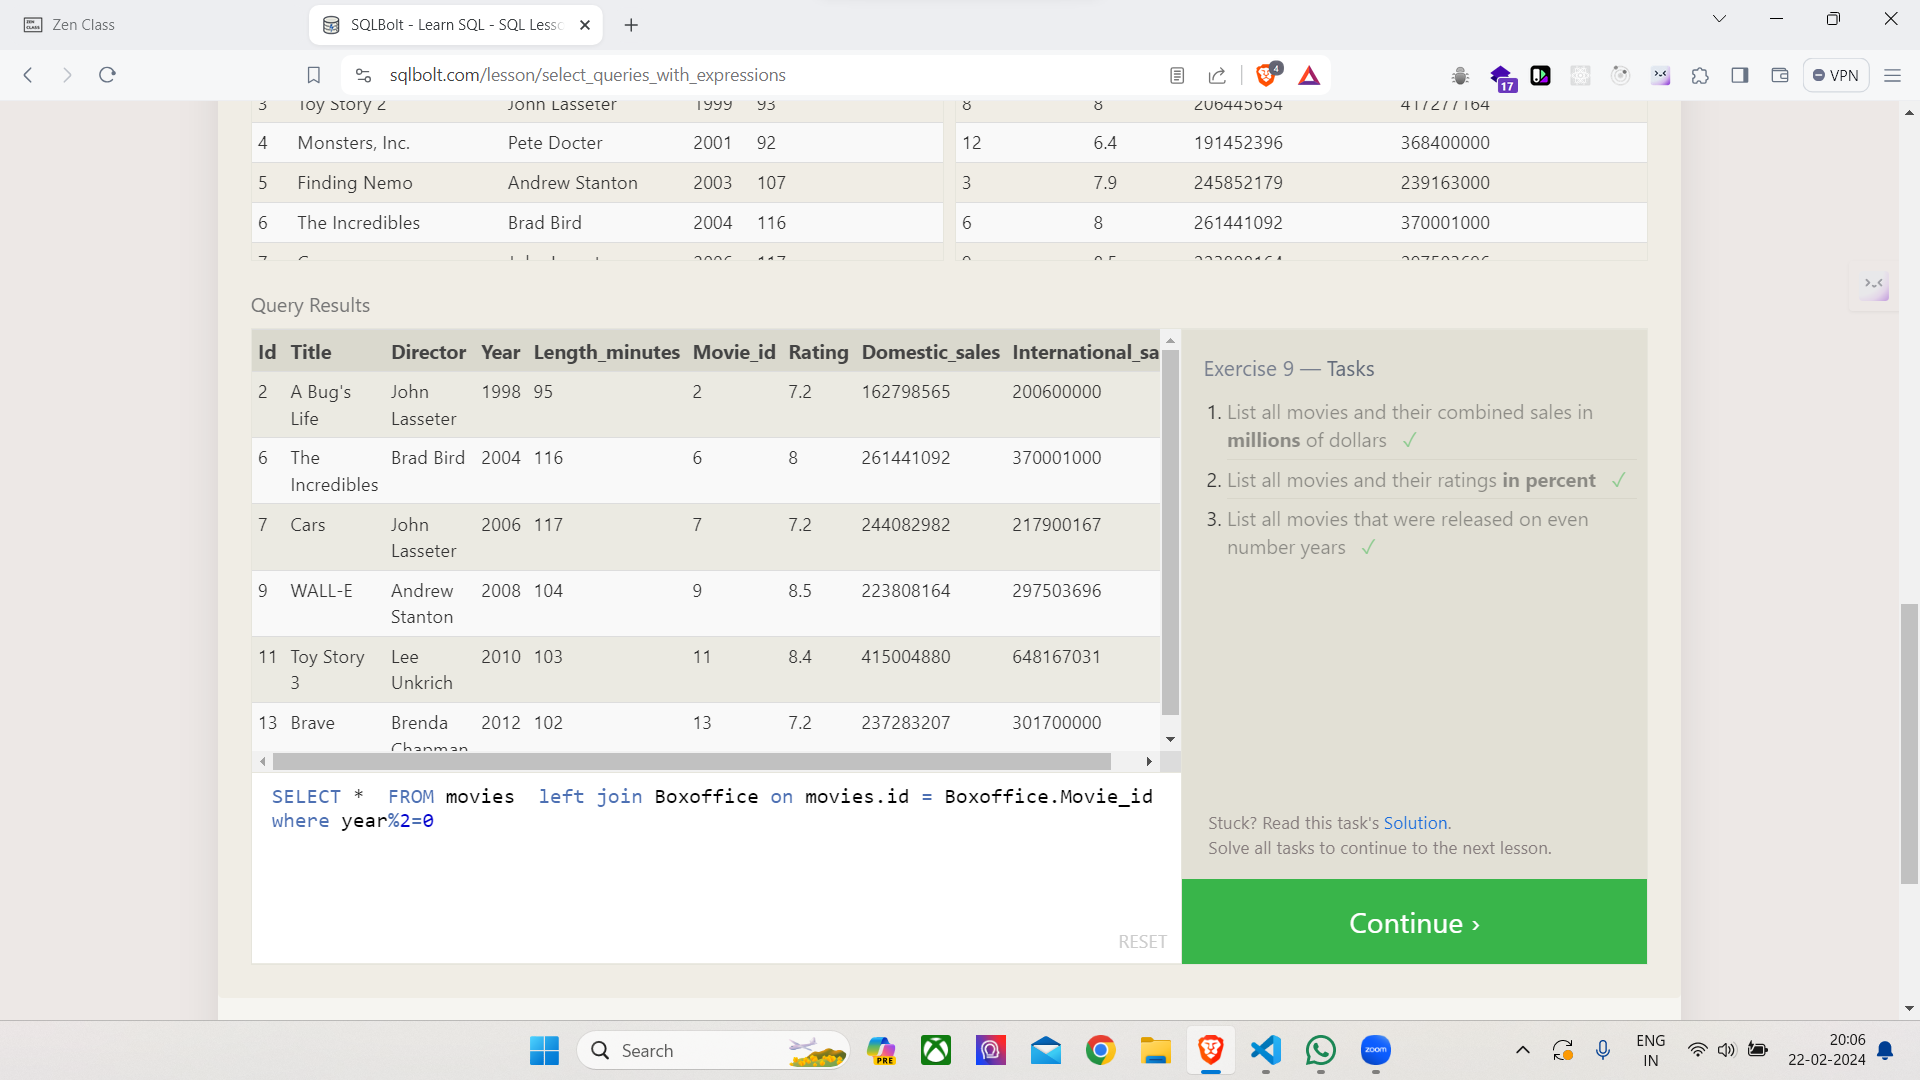 Zen Class
SQLBolt - Learn SQL - SQL Less
sqlbolt.com/lesson/select_queries_with_expressions
4
17
VPN
3 Toy Story 2 John Lasseter 1999 93
8 8 206445654 417277164
4 Monsters, Inc. Pete Docter 2001 92
12 6.4 191452396 368400000
5 Finding Nemo Andrew Stanton 2003 107
3 7.9 245852179 239163000
6 The Incredibles Brad Bird 2004 116
6 8 261441092 370001000
Query Results
Id Title Director Year Length_minutes Movie_id Rating Domestic_sales International_sa
2 A Bug's Life John Lasseter 1998 95 2 7.2 162798565 200600000
6 The Incredibles Brad Bird 2004 116 6 8 261441092 370001000
7 Cars John Lasseter 2006 117 7 7.2 244082982 217900167
9 WALL-E Andrew Stanton 2008 104 9 8.5 223808164 297503696
11 Toy Story 3 Lee Unkrich 2010 103 11 8.4 415004880 648167031
13 Brave Brenda Chapman 2012 102 13 7.2 237283207 301700000
SELECT *  FROM movies  left join Boxoffice on movies.id = Boxoffice.Movie_id
where year%2=0
RESET
Exercise 9 — Tasks
1. List all movies and their combined sales in
millions of dollars ✓
2. List all movies and their ratings in percent ✓
3. List all movies that were released on even
number years ✓
Stuck? Read this task's Solution.
Solve all tasks to continue to the next lesson.
Continue ›
Search
PRE
zoom
ENG
IN
20:06
22-02-2024